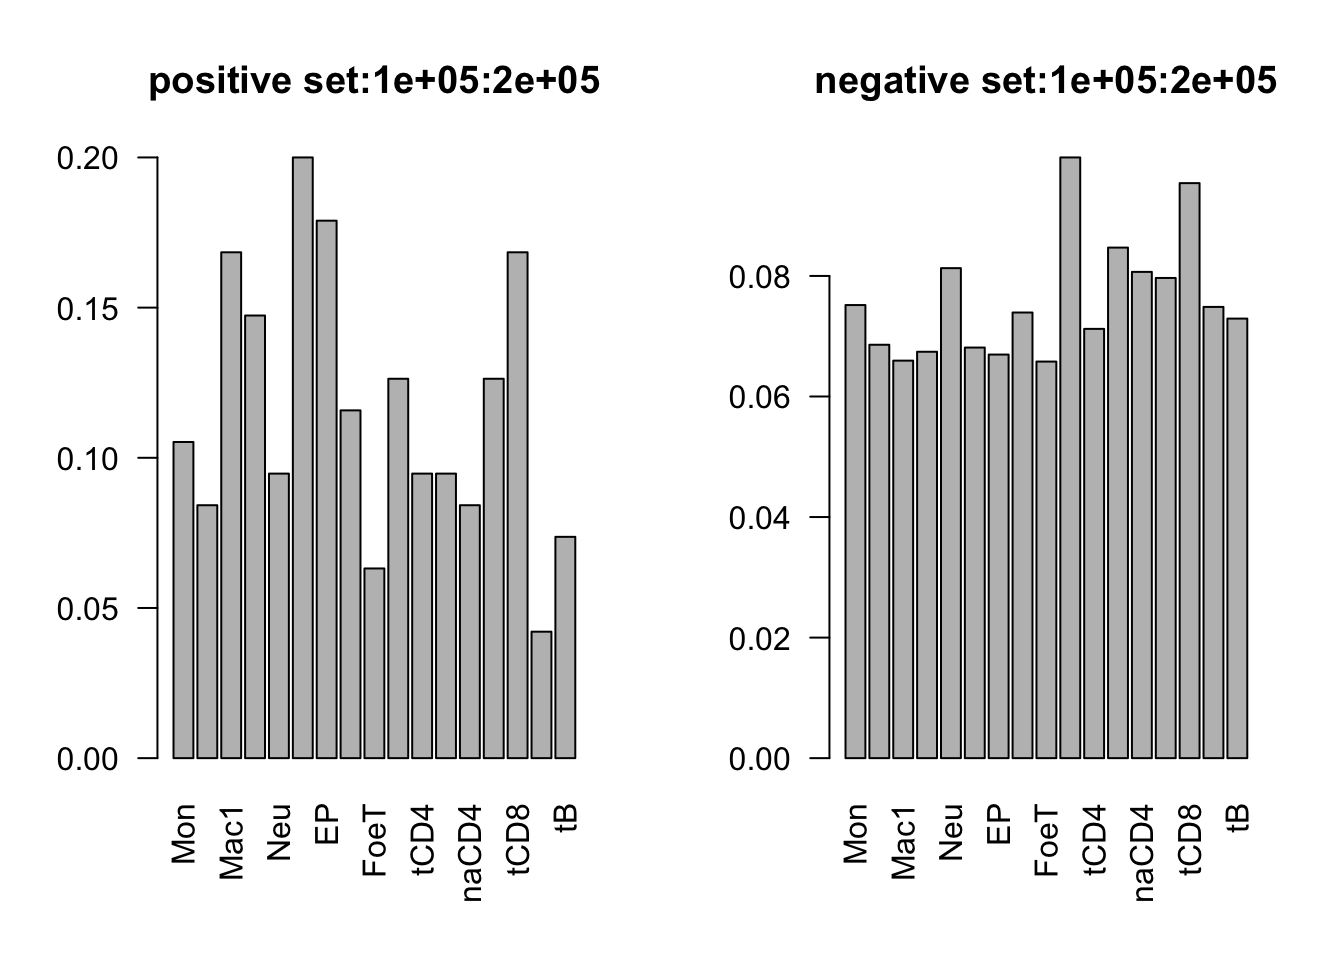 positive set:1e+05:2e+05
0.20
0.15
0.10
0.05
0.00
Mon
Mac1
Neu
EP
FoeT
tCD4
naCD4
tCD8
tB
negative set:1e+05:2e+05
0.08
0.06
0.04
0.02
0.00
Mon
Mac1
Neu
EP
FoeT
tCD4
naCD4
tCD8
tB